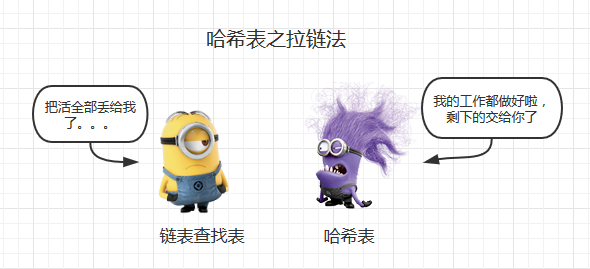 哈希表之拉链法
把活全部丢给我
了。。。
我的工作都做好啦，
剩下的交给你了
链表查找表
哈希表